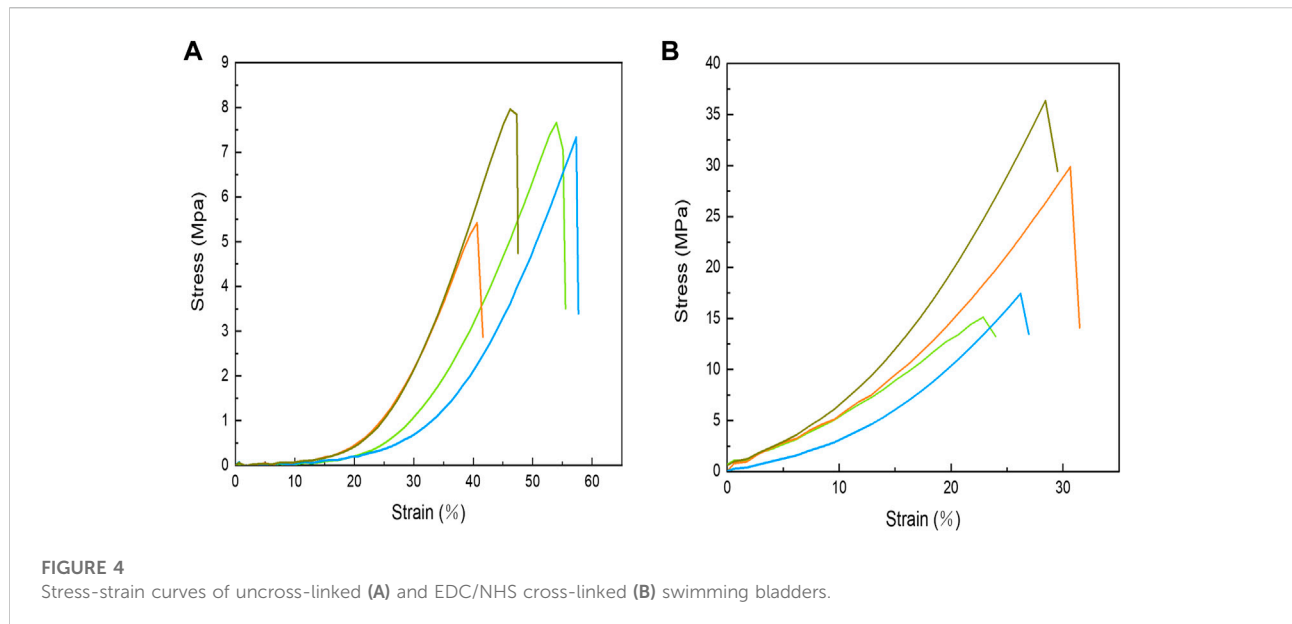 A
9
8
7
6
5
4
3
2
1
0
Stress (Mpa)
0 10 20 30 40 50 60
Strain (%)
B
40
35
30
25
20
15
10
5
0
Stress (MPa)
0 10 20 30
Strain (%)
FIGURE 4
Stress-strain curves of uncross-linked (A) and EDC/NHS cross-linked (B) swimming bladders.